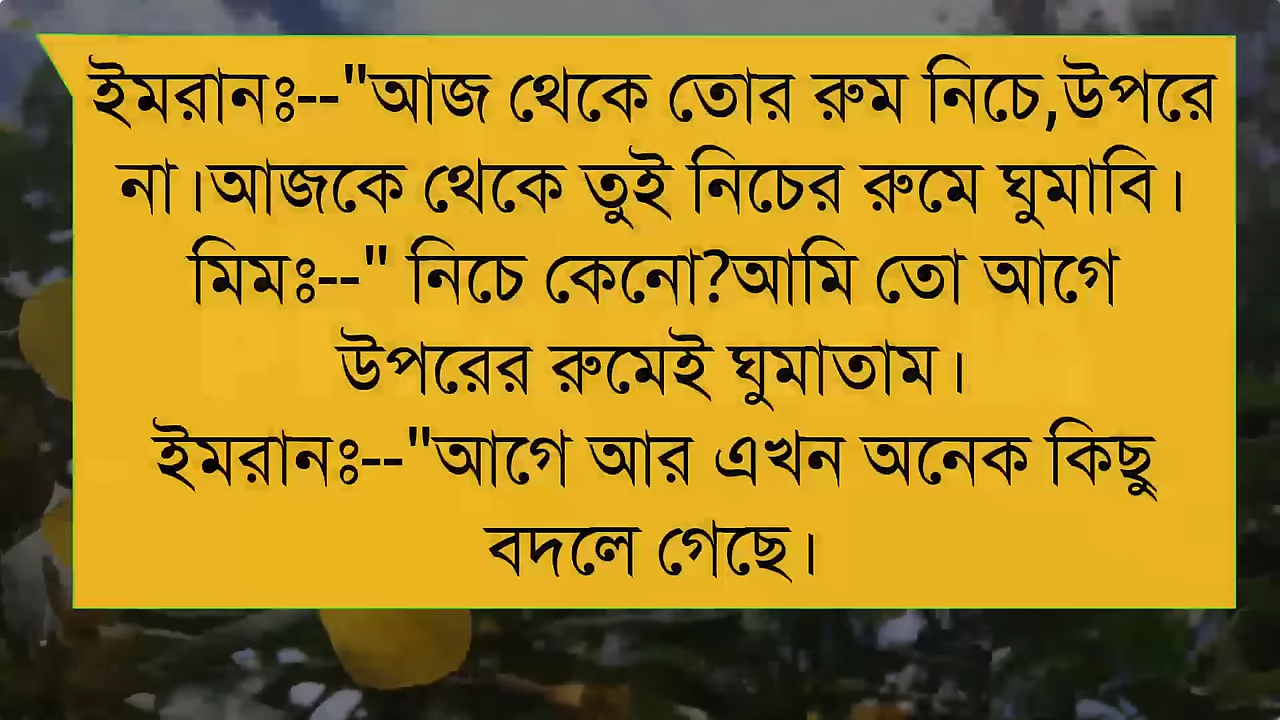 ইমরানঃ--"আজ থেকে তোর রুম নিচে,উপরে
না।আজকে থেকে তুই নিচের রুমে ঘুমাবি।
মিমঃ--" নিচে কেনো?আমি তো আগে
উপরের রুমেই ঘুমাতাম।
ইমরানঃ--"আগে আর এখন অনেক কিছু
বদলে গেছে।